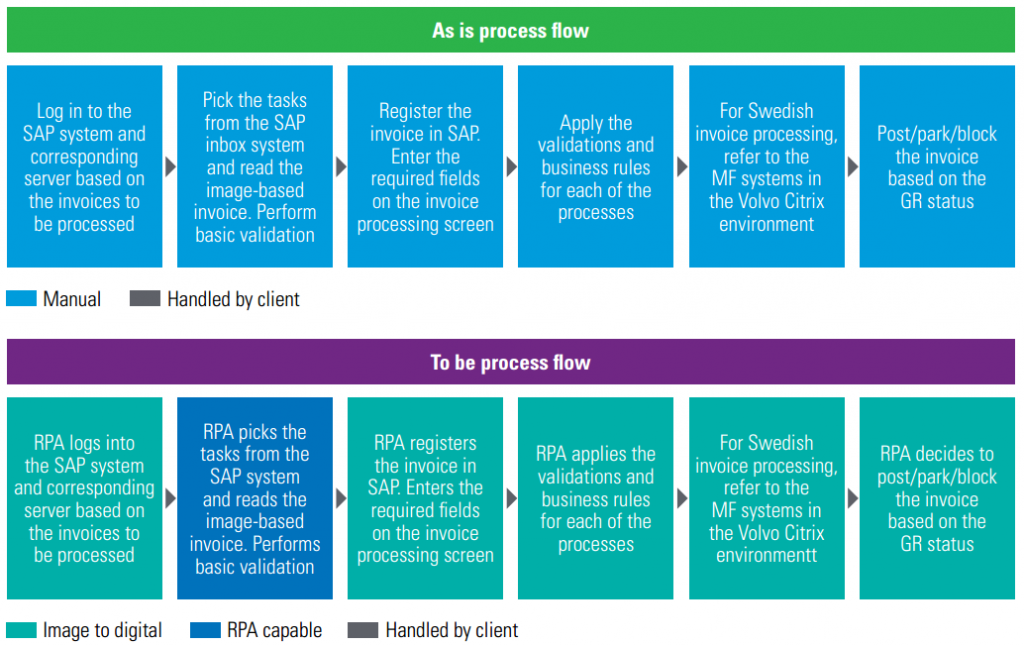 As is process flow
Log in to the
SAP system and
corresponding
server based on
the invoices to
be processed
Pick the tasks
from the SAP
inbox system
and read the
image-based
invoice. Perform
basic validation
Register the
invoice in SAP.
Enter the
required fields
on the invoice
processing screen
Apply the
validations and
business rules
for each of the
processes
For Swedish
invoice processing,
refer to the
MF systems in
the Volvo Citrix
environment
Post/park/block
the invoice
based on the
GR status
Manual
Handled by client
To be process flow
RPA logs into
the SAP system
and corresponding
server based on
the invoices to
be processed
RPA picks the
tasks from the
SAP system
and reads the
image-based
invoice. Performs
basic validation
RPA registers
the invoice in
SAP. Enters the
required fields
on the invoice
processing screen
RPA applies the
validations and
business rules
for each of the
processes
For Swedish
invoice processing,
refer to the
MF systems in
the Volvo Citrix
environmentt
RPA decides to
post/park/block
the invoice
based on the
GR status
Image to digital
RPA capable
Handled by client